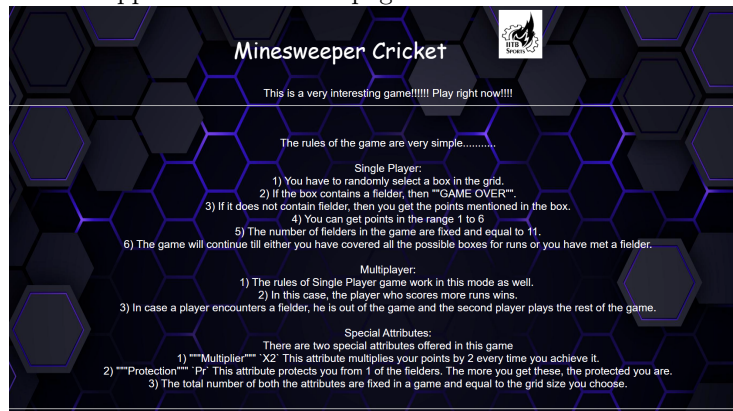 Minesweeper Cricket
IITB
SPORTS
This is a very interesting game!!!!!! Play right now!!!!
The rules of the game are very simple...........
Single Player:
1) You have to randomly select a box in the grid.
2) If the box contains a fielder, then ""GAME OVER"".
3) If it does not contain fielder, then you get the points mentioned in the box.
4) You can get points in the range 1 to 6
5) The number of fielders in the game are fixed and equal to 11.
6) The game will continue till either you have covered all the possible boxes for runs or you have met a fielder.
Multiplayer:
1) The rules of Single Player game work in this mode as well.
2) In this case, the player who scores more runs wins.
3) In case a player encounters a fielder, he is out of the game and the second player plays the rest of the game.
Special Attributes:
There are two special attributes offered in this game
1) """Multiplier""" `X2` This attribute multiplies your points by 2 every time you achieve it.
2) """Protection""" `Pr` This attribute protects you from 1 of the fielders. The more you get these, the protected you are.
3) The total number of both the attributes are fixed in a game and equal to the grid size you choose.